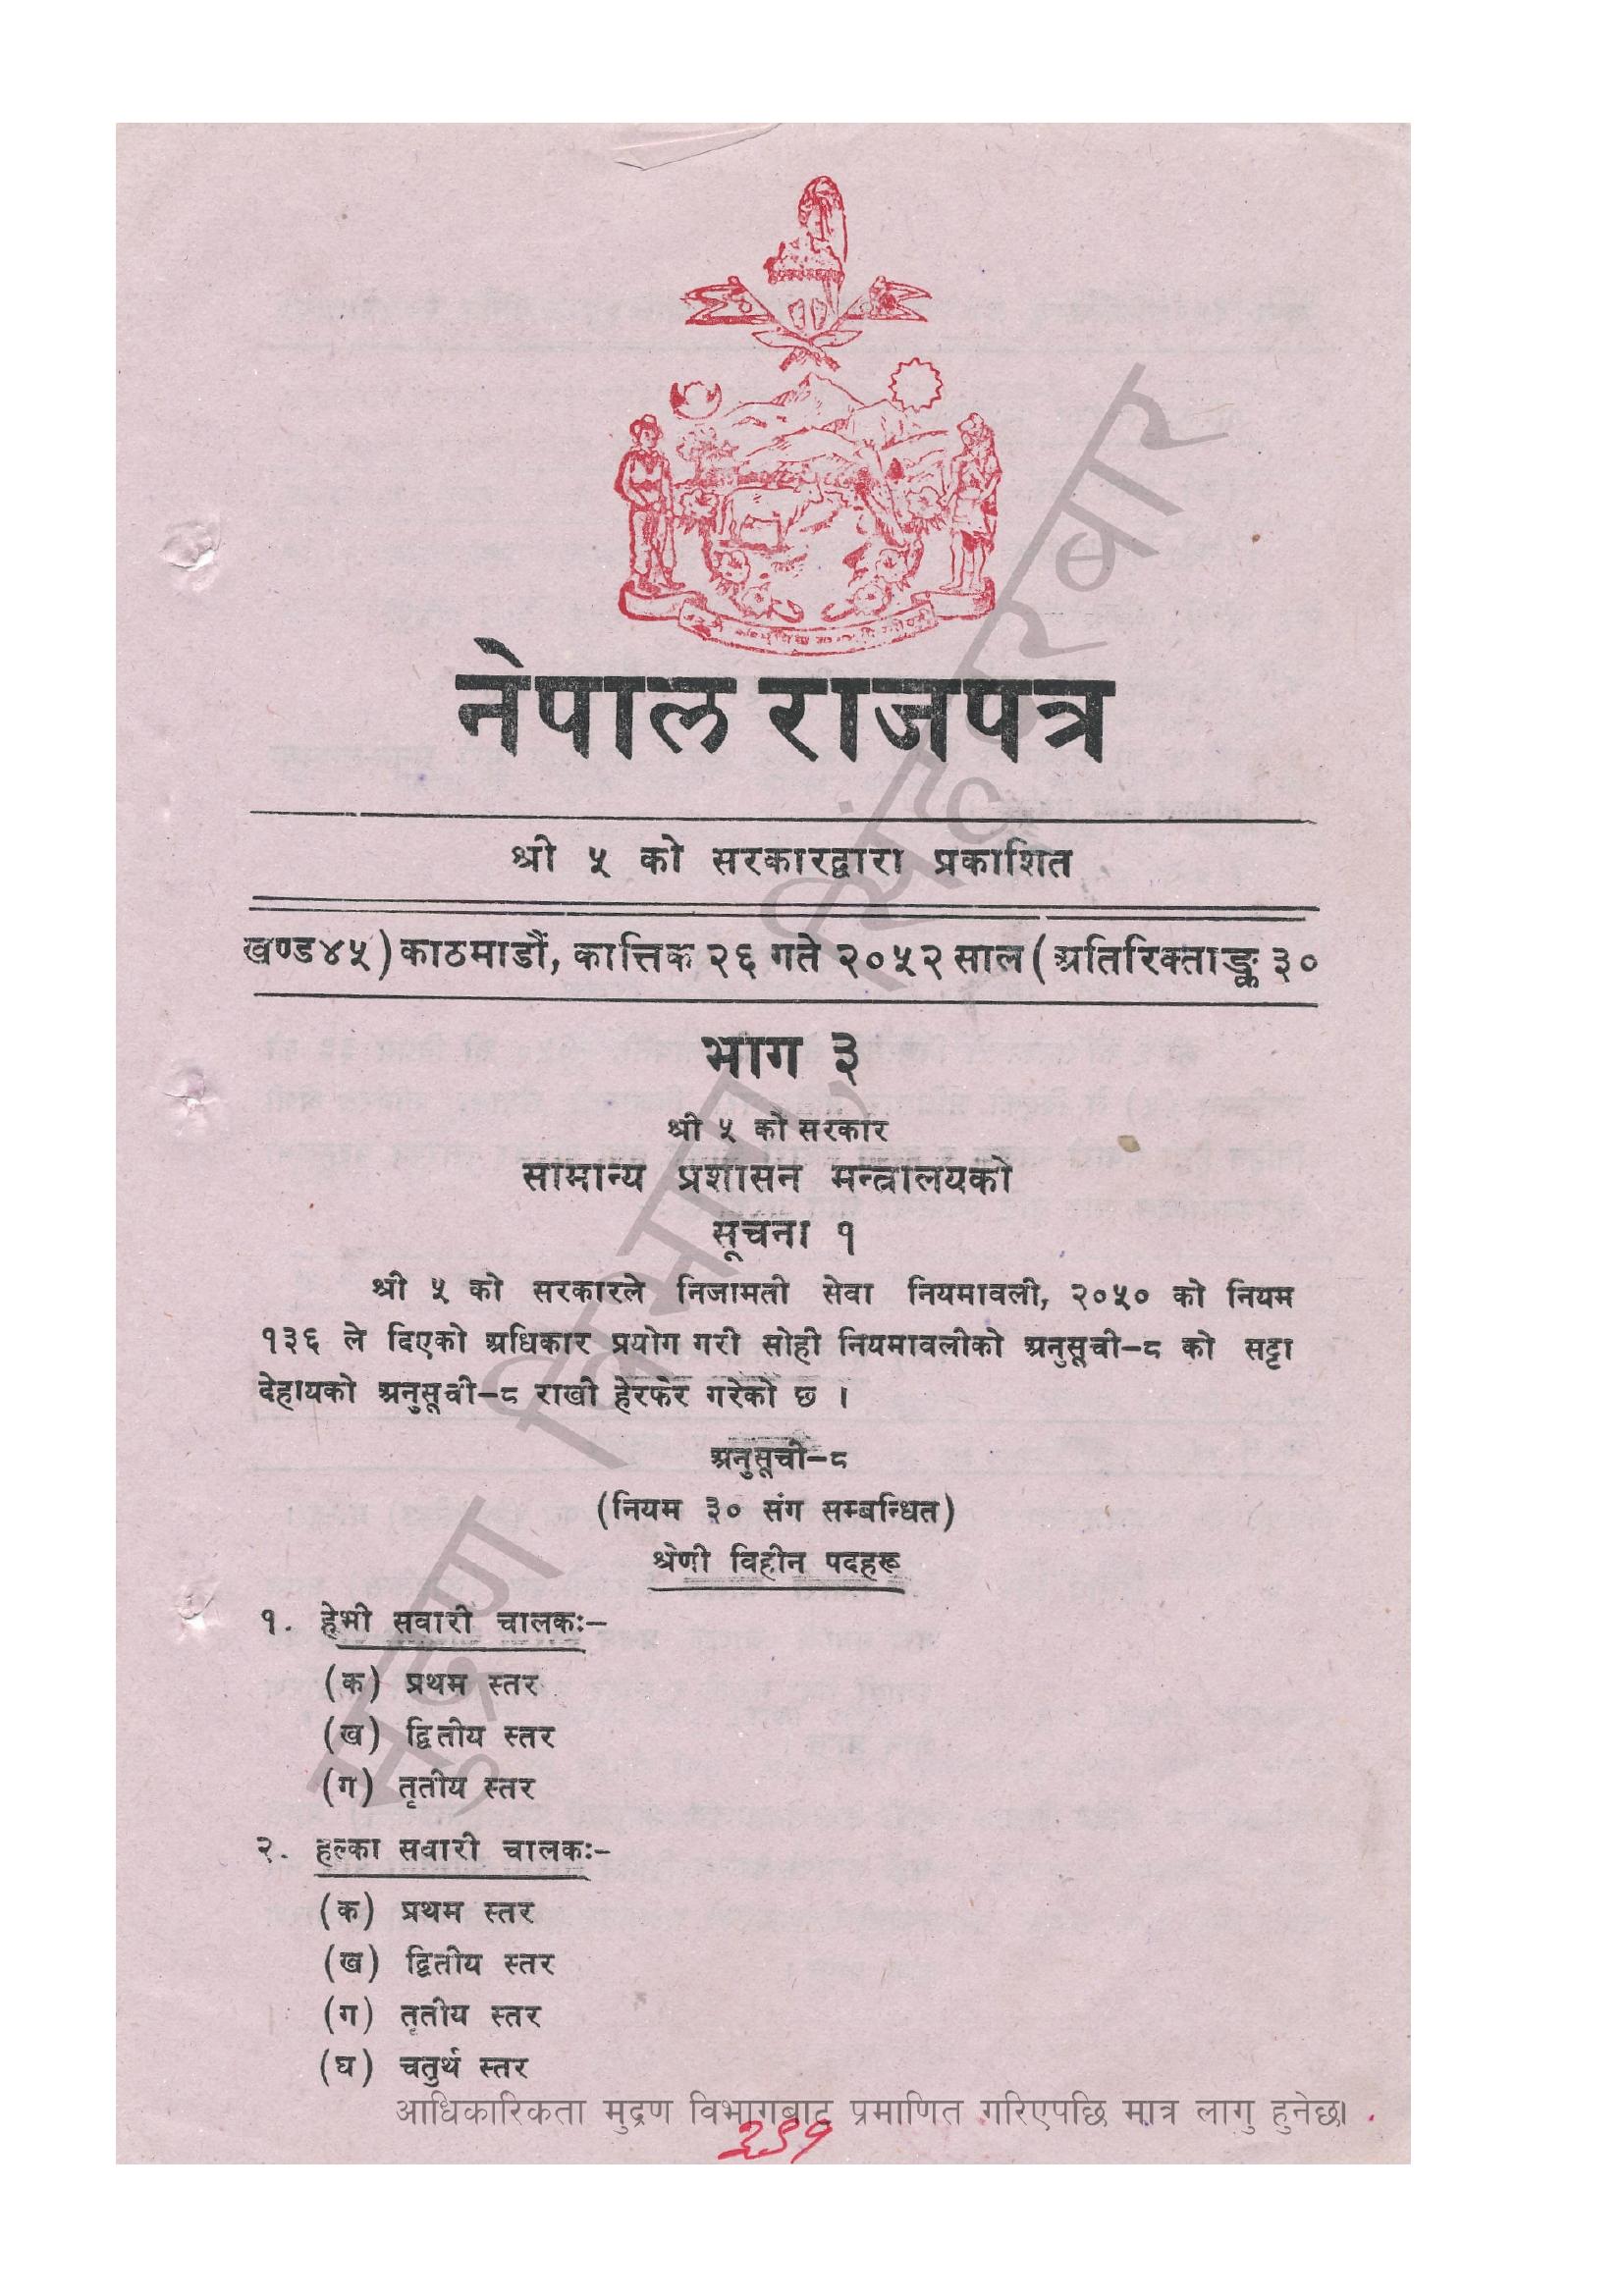 नेपाल राजपत्र
श्री ५ को सरकारद्वारा प्रकाशित
खण्ड ४५) काठमाडौं, कात्तिक २६ गते २०५२ साल (अतिरिक्ताङ्क ३०
भाग ३
श्री ५ को सरकार
सामान्य प्रशासन मन्त्रालयको
सूचना १
श्री ५ को सरकारले निजामती सेवा नियमावली, २०५० को नियम
१३६ ले दिएको अधिकार प्रयोग गरी सोही नियमावलीको अनुसूची-८ को सट्टा
देहायको अनुसूची-८ राखी हेरफेर गरेको छ ।
अनुसूची-८
(नियम ३० संग सम्बन्धित)
श्रेणी विहीन पदहरू
१. हेभी सवारी चालकः-
(क) प्रथम स्तर
(ख) द्वितीय स्तर
(ग) तृतीय स्तर
२. हल्का सवारी चालकः-
(क) प्रथम स्तर
(ख) द्वितीय स्तर
(ग) तृतीय स्तर
(घ) चतुर्थ स्तर
आधिकारिकता मुद्रण विभागबाट प्रमाणित गरिएपछि मात्र लागु हुनेछ।
मुद्रण विभाग, सिंहदरबार